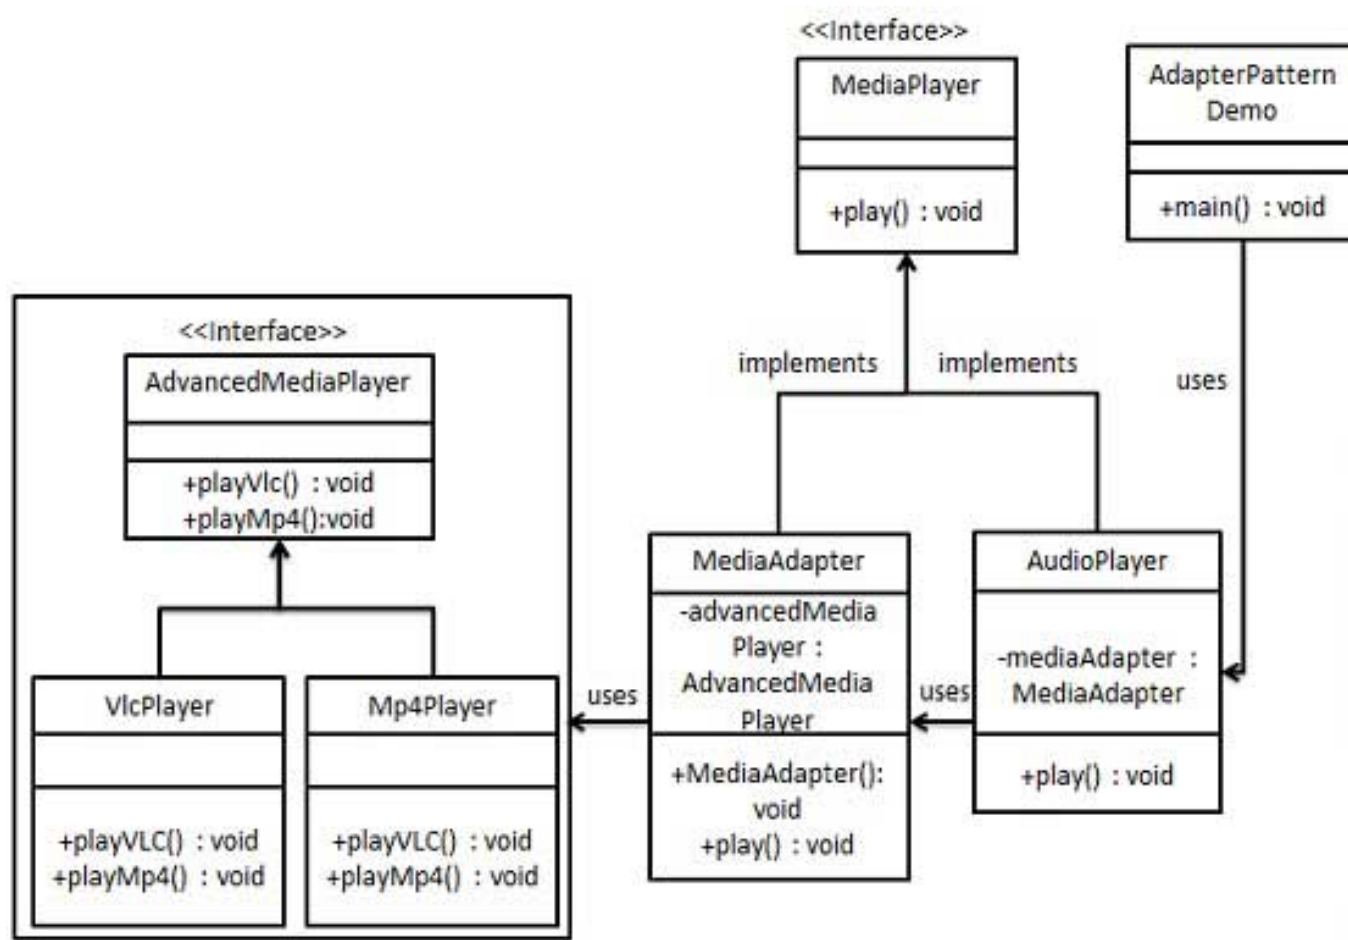 <<Interface>>
MediaPlayer
+play() : void
AdapterPattern
Demo
+main() : void
implements
implements
uses
<<Interface>>
AdvancedMediaPlayer
+playVlc() : void
+playMp4():void
VlcPlayer
+playVLC() : void
+playMp4() : void
Mp4Player
+playVLC() : void
+playMp4() : void
uses
MediaAdapter
-advancedMedia
Player :
AdvancedMedia
Player
+MediaAdapter():
void
+play() : void
uses
AudioPlayer
-mediaAdapter :
MediaAdapter
+play() : void